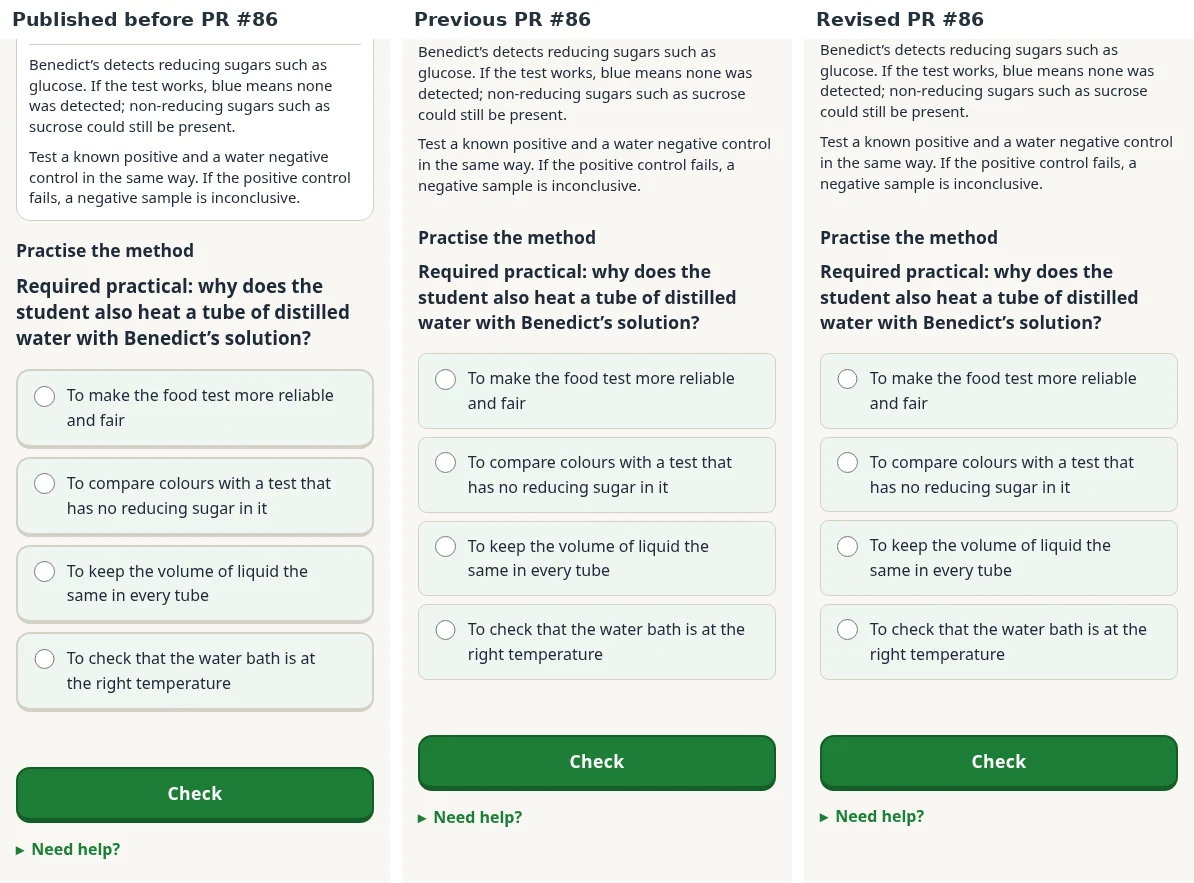 Published before PR #86
Benedict’s detects reducing sugars such as
glucose. If the test works, blue means none
was detected; non-reducing sugars such as
sucrose could still be present.
Test a known positive and a water negative
control in the same way. If the positive control
fails, a negative sample is inconclusive.
Practise the method
Required practical: why does the
student also heat a tube of distilled
water with Benedict’s solution?
To make the food test more reliable
and fair
To compare colours with a test that
has no reducing sugar in it
To keep the volume of liquid the
same in every tube
To check that the water bath is at
the right temperature
Check
▸ Need help?
Previous PR #86
Benedict’s detects reducing sugars such as
glucose. If the test works, blue means none was
detected; non-reducing sugars such as sucrose
could still be present.
Test a known positive and a water negative control
in the same way. If the positive control fails, a
negative sample is inconclusive.
Practise the method
Required practical: why does the
student also heat a tube of distilled
water with Benedict’s solution?
To make the food test more reliable
and fair
To compare colours with a test that
has no reducing sugar in it
To keep the volume of liquid the
same in every tube
To check that the water bath is at the
right temperature
Check
▸ Need help?
Revised PR #86
Benedict’s detects reducing sugars such as
glucose. If the test works, blue means none was
detected; non-reducing sugars such as sucrose
could still be present.
Test a known positive and a water negative control
in the same way. If the positive control fails, a
negative sample is inconclusive.
Practise the method
Required practical: why does the
student also heat a tube of distilled
water with Benedict’s solution?
To make the food test more reliable
and fair
To compare colours with a test that
has no reducing sugar in it
To keep the volume of liquid the
same in every tube
To check that the water bath is at the
right temperature
Check
▸ Need help?